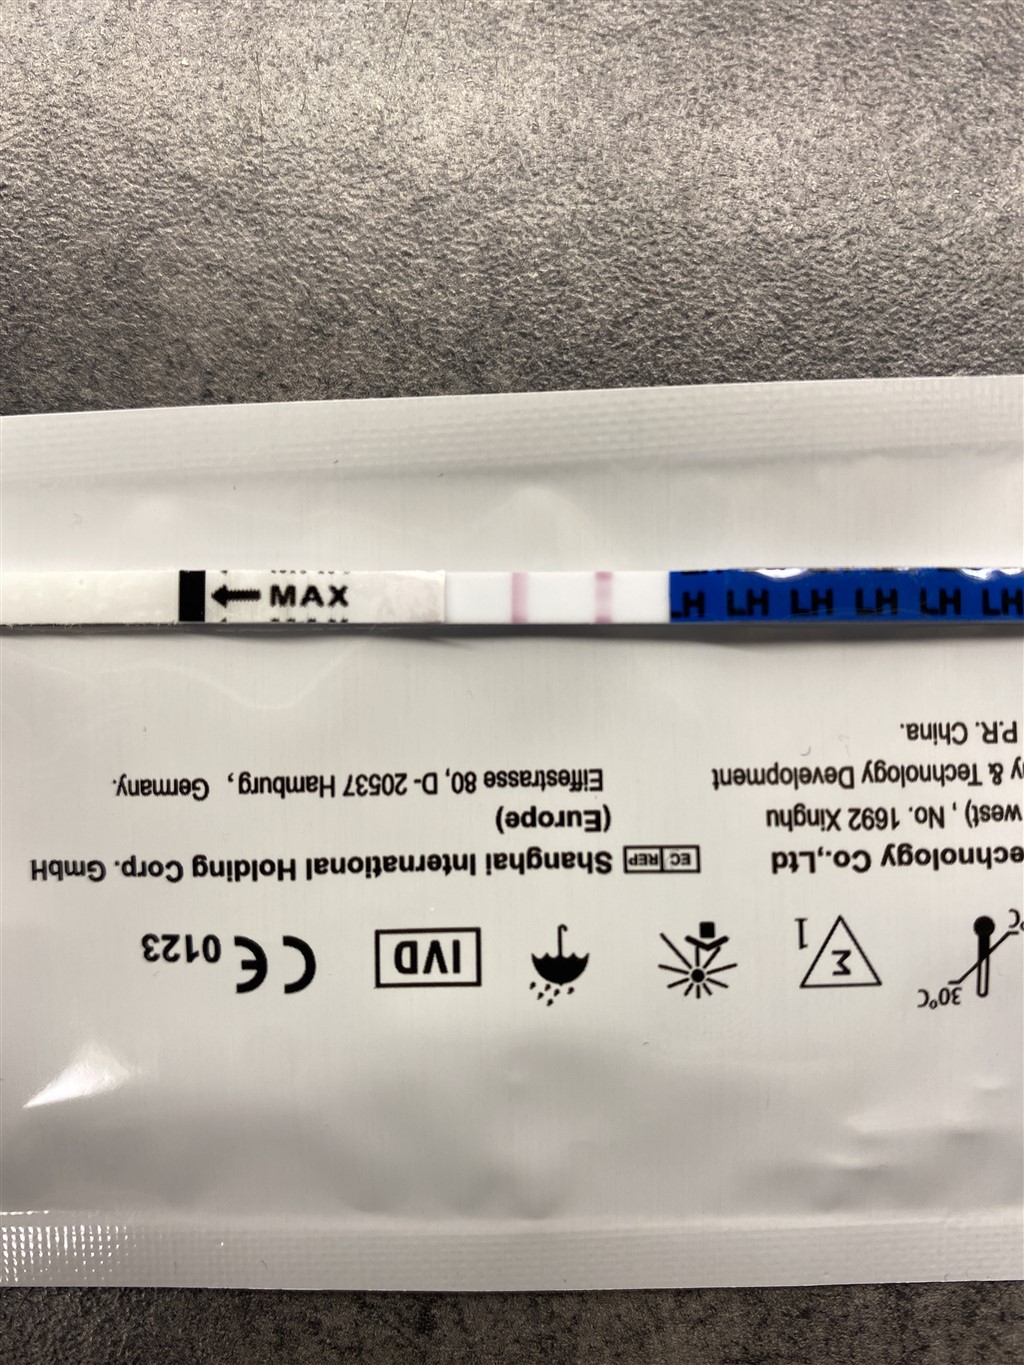 MAX
LH LH LH LH LH LH
30°C
1
Σ
IVD
CE 0123
echnology Co.,Ltd
west) , No. 1692 Xinghu
y & Technology Development
P.R. China.
EC REP Shanghai International Holding Corp. GmbH
(Europe)
Eiffestrasse 80, D- 20537 Hamburg , Germany.